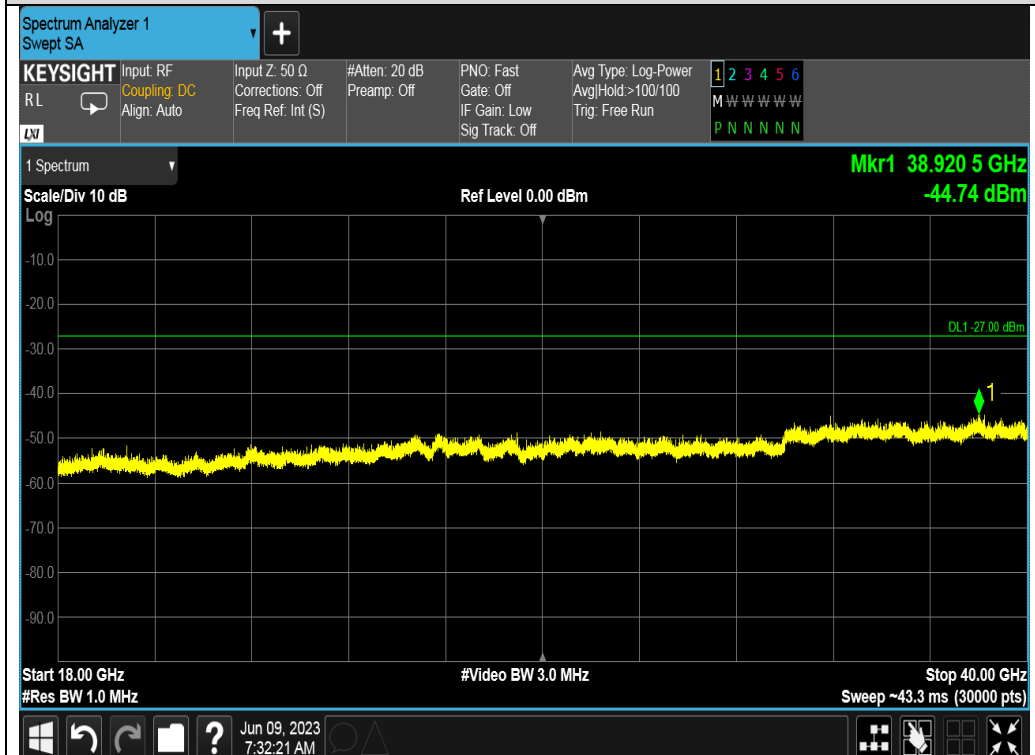 Spectrum Analyzer 1
Swept SA
+
KEYSIGHT Input: RF Input Z: 50 Ω #Atten: 20 dB PNO: Fast Avg Type: Log-Power 1 2 3 4 5 6
R L Coupling: DC Corrections: Off Preamp: Off Gate: Off Avg|Hold:>100/100 M W W W W W
Align: Auto Freq Ref: Int (S) IF Gain: Low Trig: Free Run
LXI Sig Track: Off P N N N N N
1 Spectrum Mkr1 38.920 5 GHz
Scale/Div 10 dB Ref Level 0.00 dBm -44.74 dBm
Log
-10.0
-20.0
DL1 -27.00 dBm
-30.0
-40.0
1
-50.0
-60.0
-70.0
-80.0
-90.0
Start 18.00 GHz #Video BW 3.0 MHz Stop 40.00 GHz
#Res BW 1.0 MHz Sweep ~43.3 ms (30000 pts)
? Jun 09, 2023
7:32:21 AM